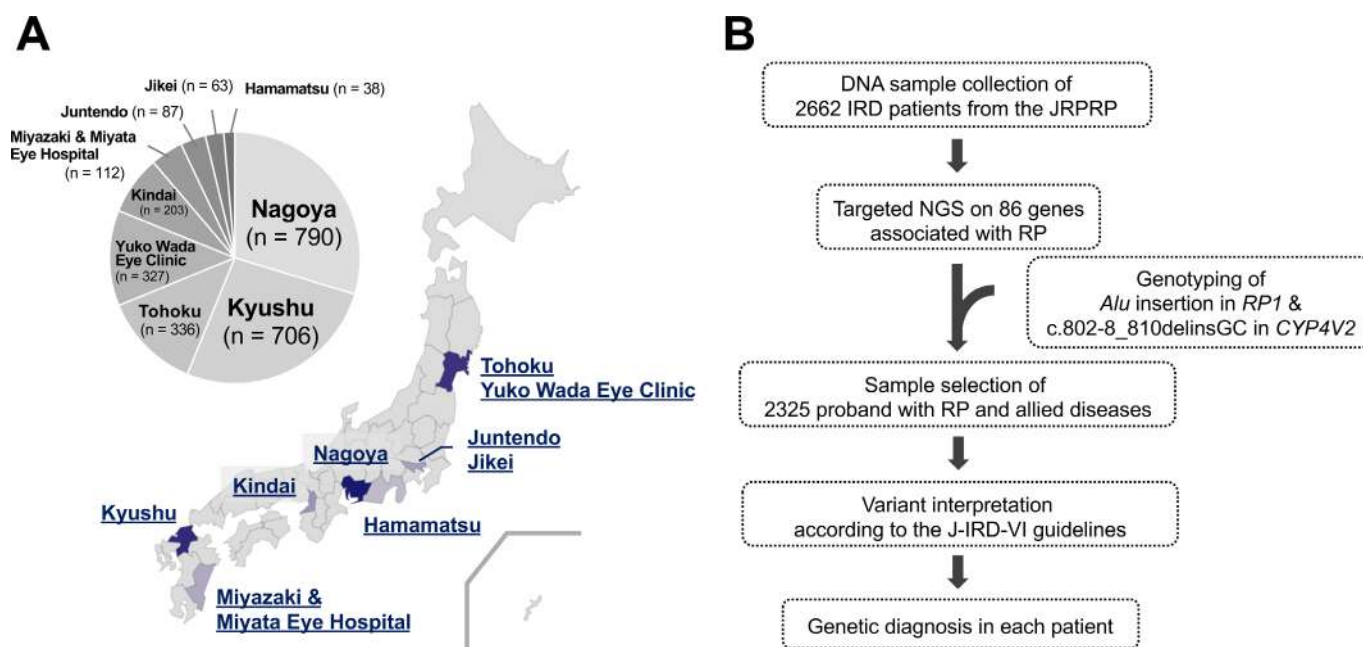 A
Jikei (n = 63)
Hamamatsu (n = 38)
Juntendo
(n = 87)
Miyazaki & Miyata
Eye Hospital
(n = 112)
Kindai
(n = 203)
Nagoya
(n = 790)
Yuko Wada
Eye Clinic
(n = 327)
Tohoku
(n = 336)
Kyushu
(n = 706)
Tohoku
Yuko Wada Eye Clinic
Juntendo
Jikei
Nagoya
Kindai
Kyushu
Hamamatsu
Miyazaki &
Miyata Eye Hospital
B
DNA sample collection of
2662 IRD patients from the JRPRP
Targeted NGS on 86 genes
associated with RP
Genotyping of
Alu insertion in RP1 &
c.802-8_810delinsGC in CYP4V2
Sample selection of
2325 proband with RP and allied diseases
Variant interpretation
according to the J-IRD-VI guidelines
Genetic diagnosis in each patient